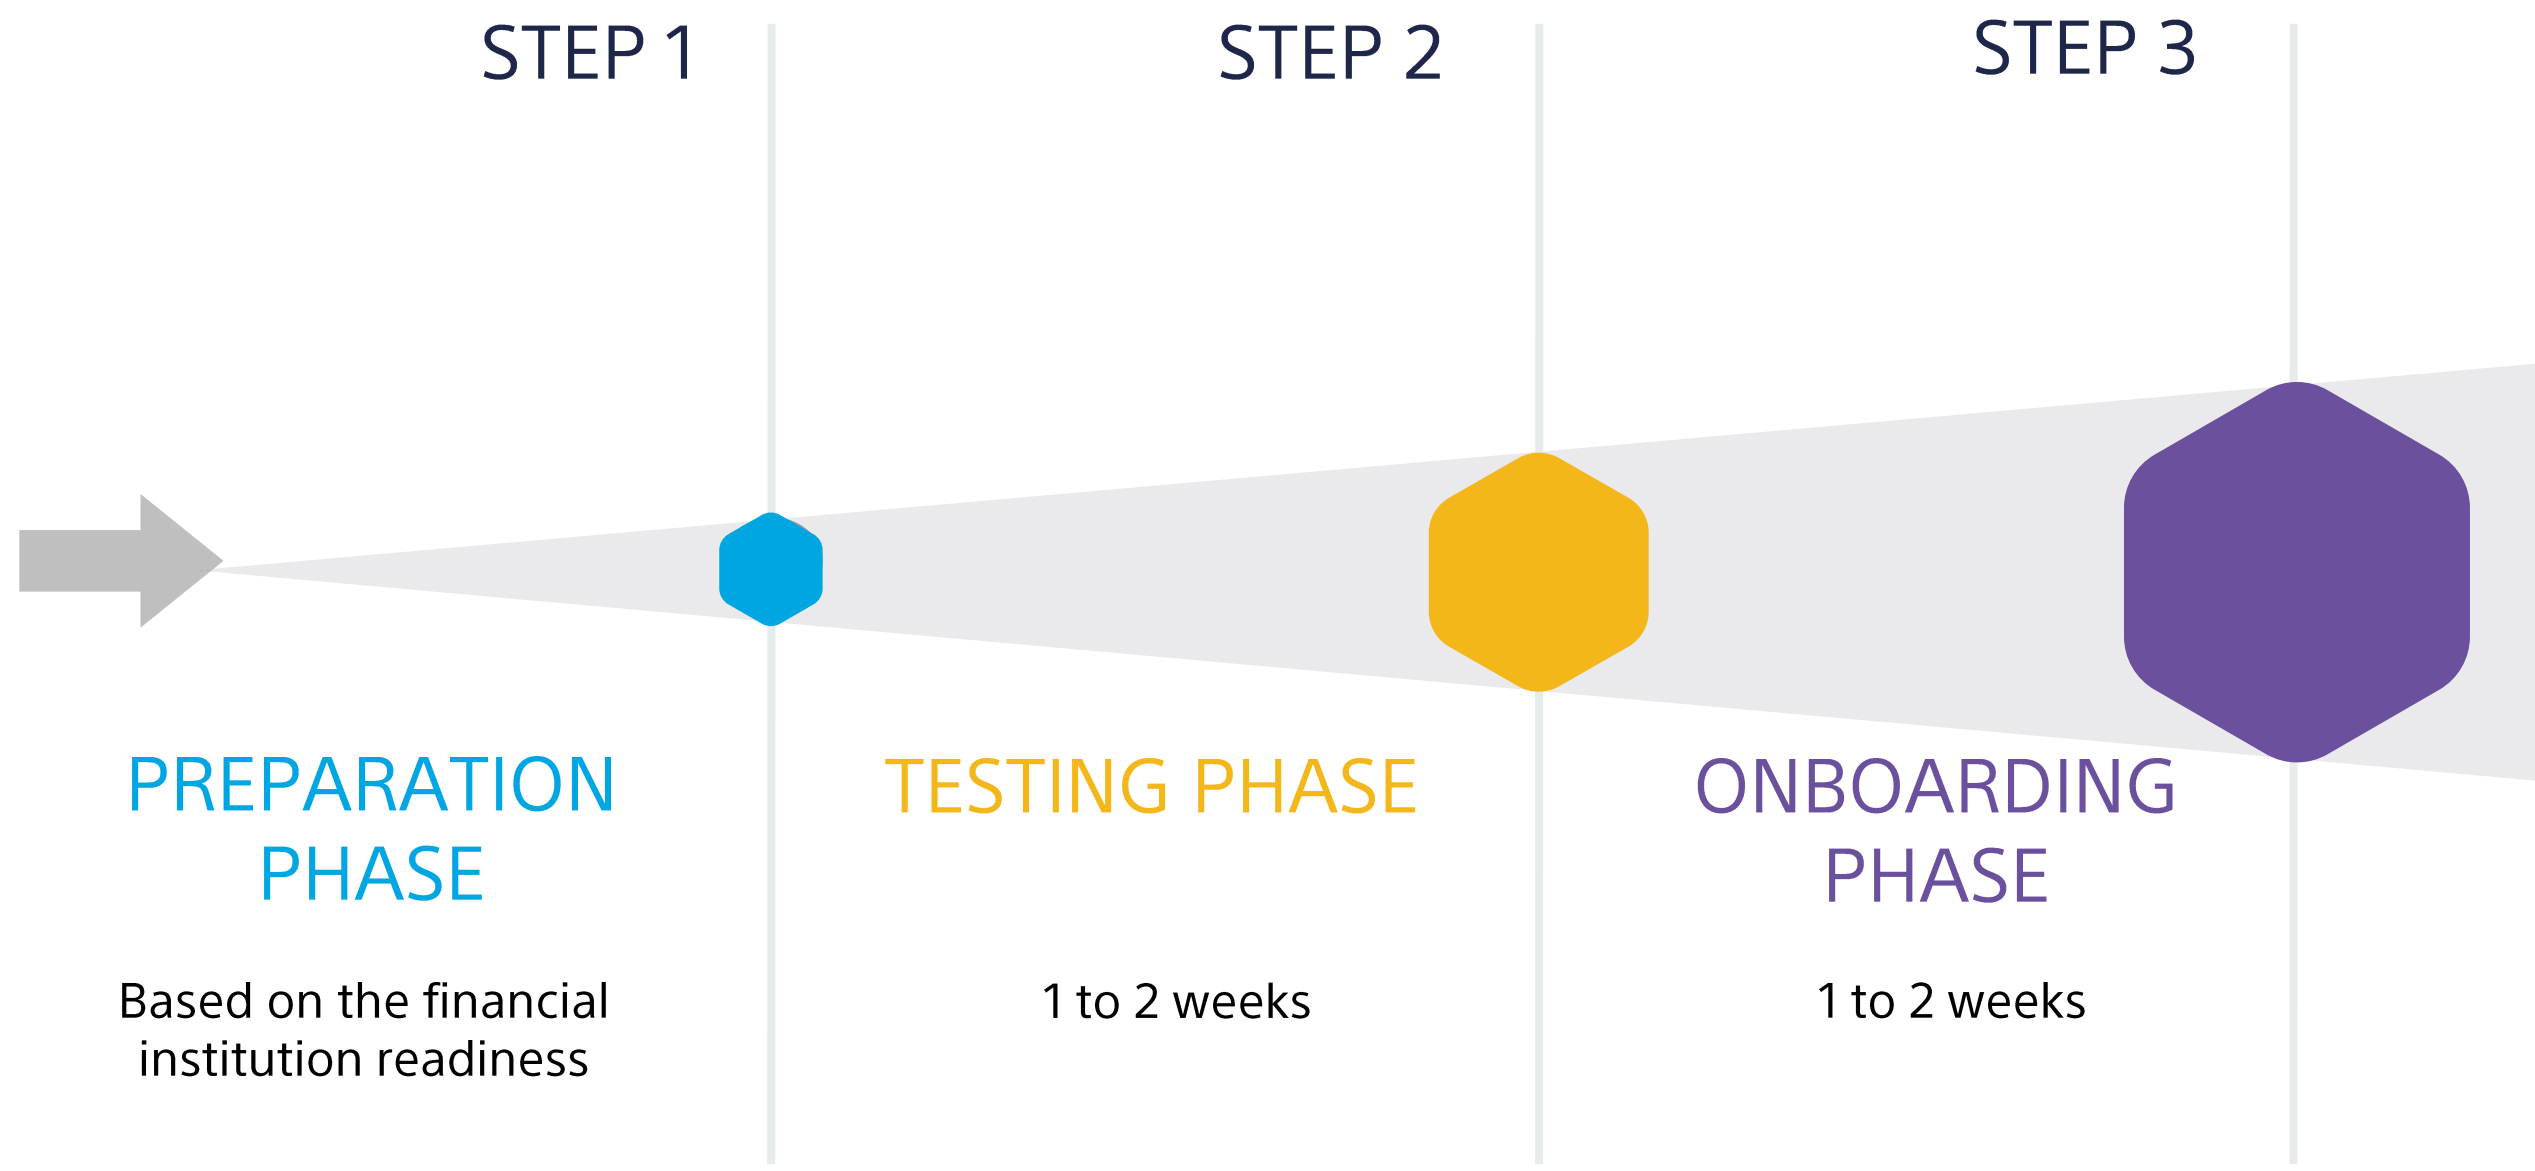 STEP 1
STEP 2
STEP 3
PREPARATION
PHASE
Based on the financial
institution readiness
TESTING PHASE
1 to 2 weeks
ONBOARDING
PHASE
1 to 2 weeks